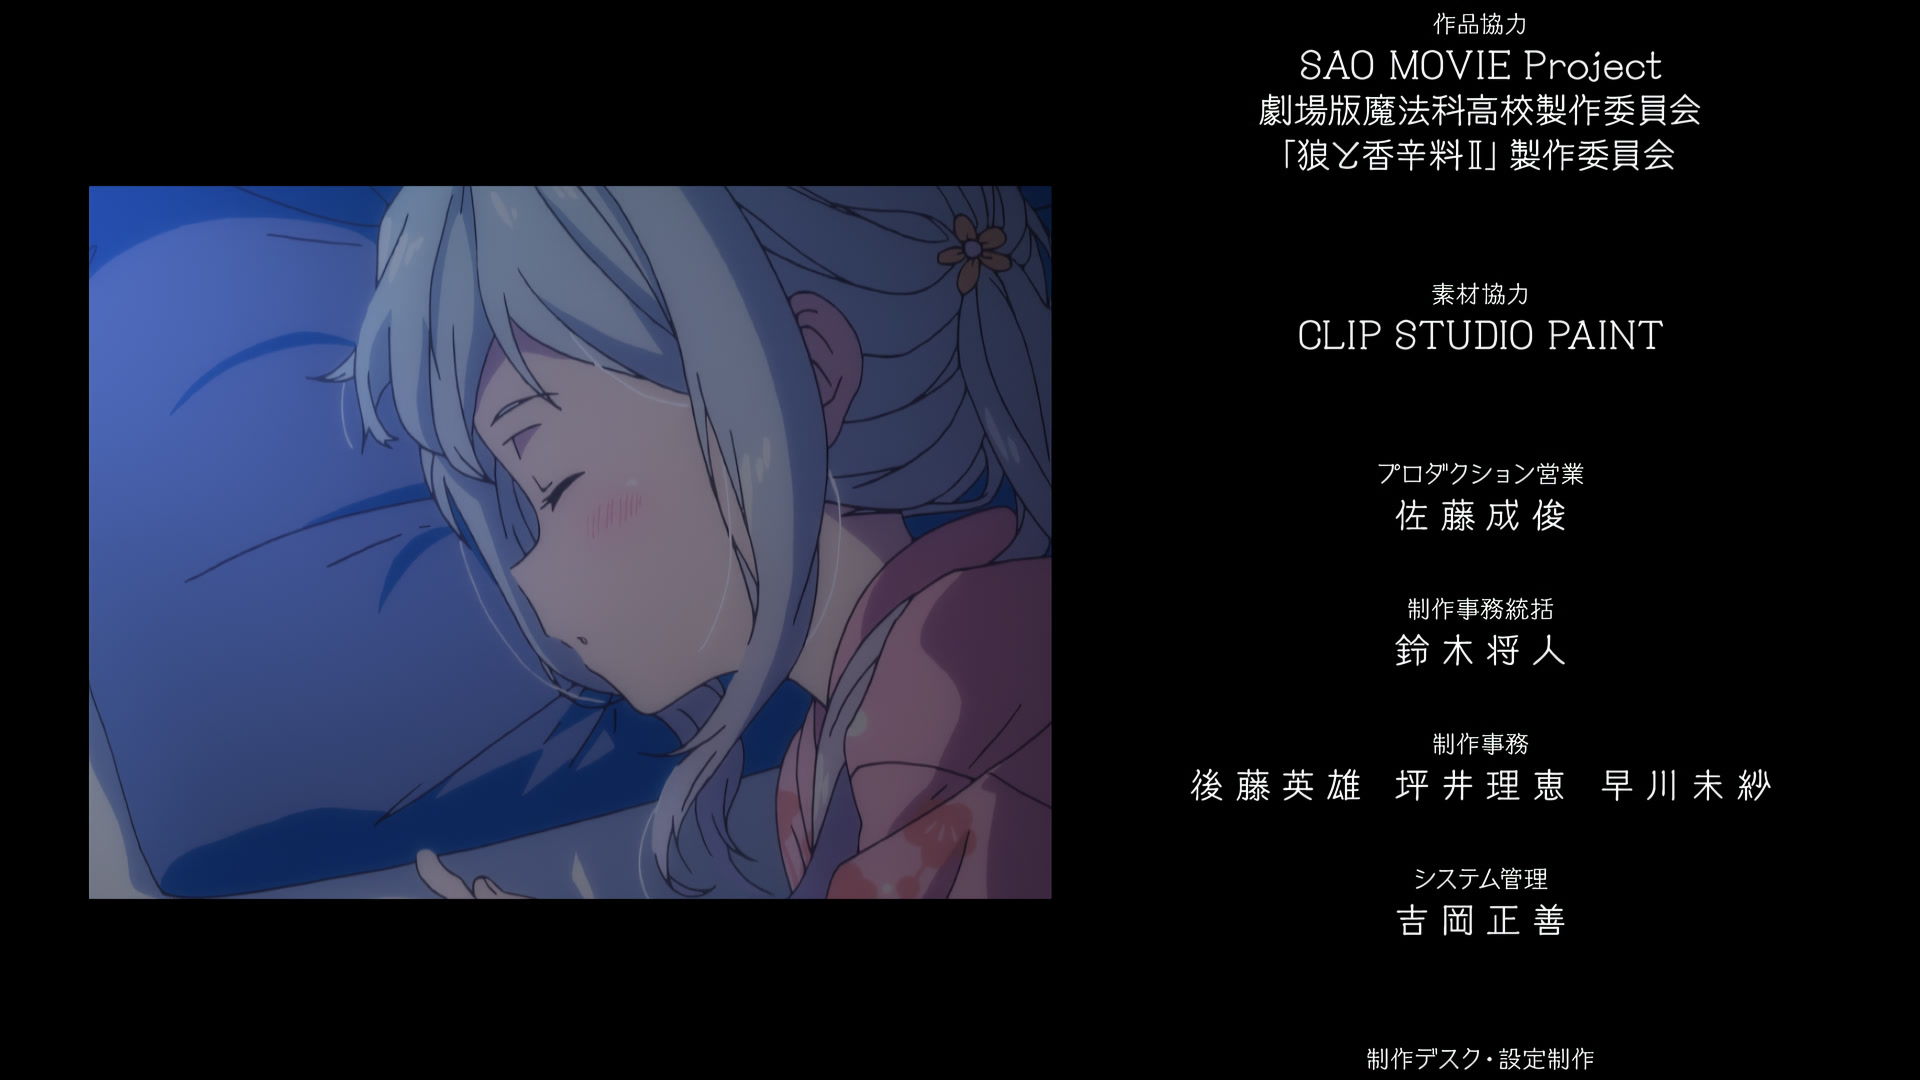 作品協力
SAO MOVIE Project
劇場版魔法科高校製作委員会
「狼と香辛料Ⅱ」製作委員会
素材協力
CLIP STUDIO PAINT
プロダクション営業
佐藤成俊
制作事務統括
鈴木将人
制作事務
後藤英雄 坪井理恵 早川未紗
システム管理
吉岡正善
制作デスク・設定制作